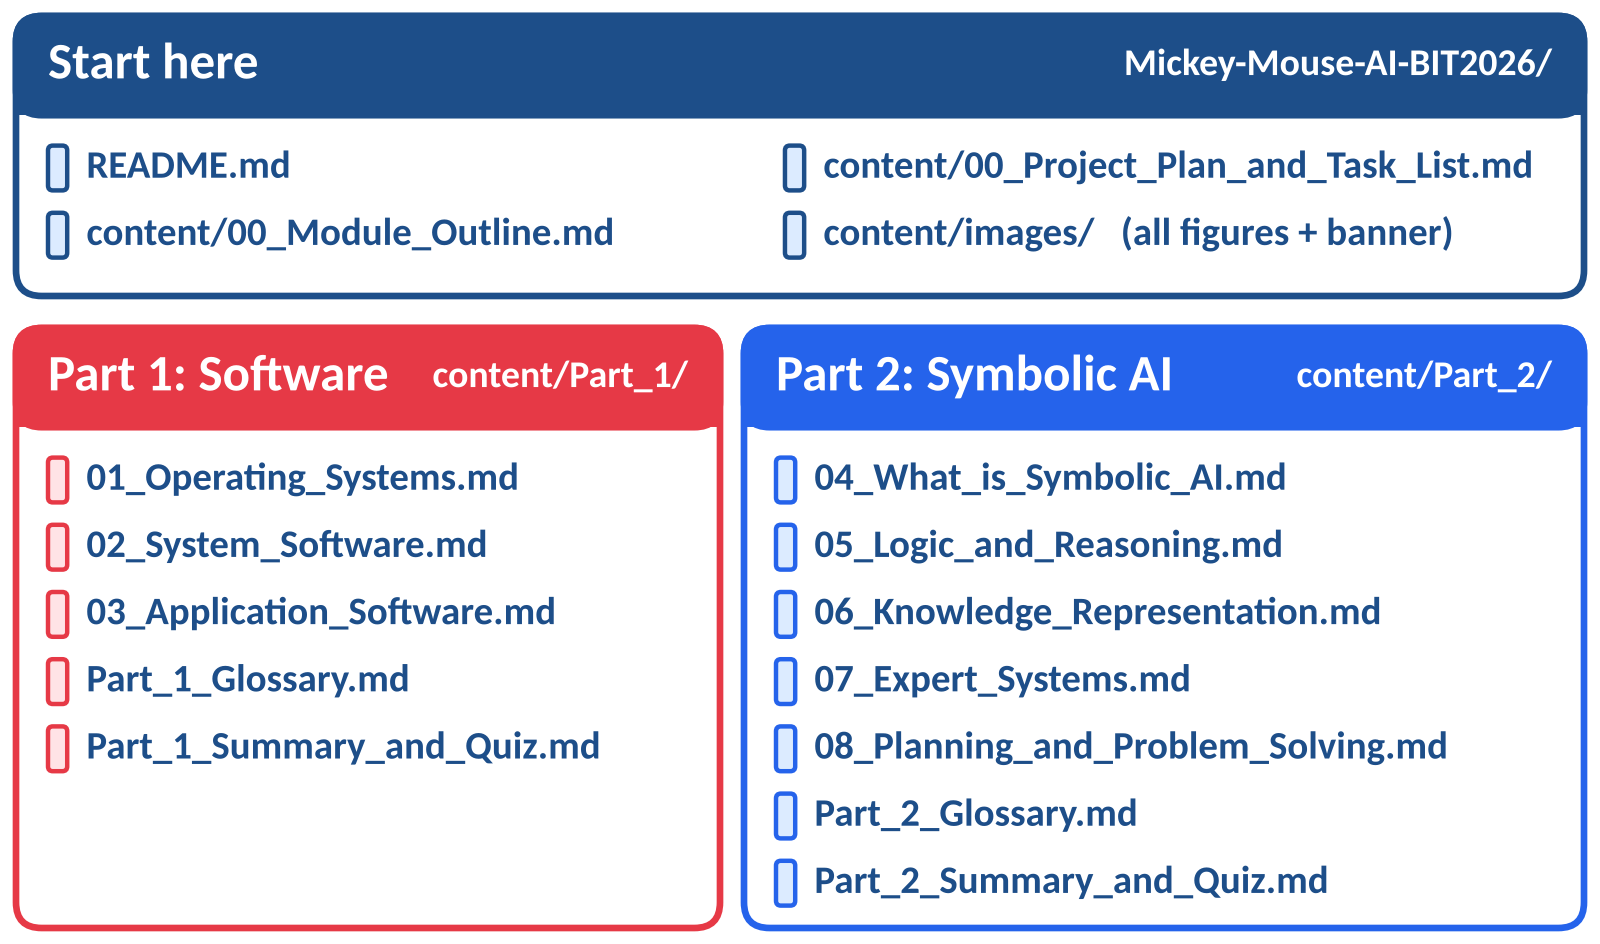 Start here
Mickey-Mouse-AI-BIT2026/
README.md
content/00_Project_Plan_and_Task_List.md
content/00_Module_Outline.md
content/images/ (all figures + banner)
Part 1: Software
content/Part_1/
01_Operating_Systems.md
02_System_Software.md
03_Application_Software.md
Part_1_Glossary.md
Part_1_Summary_and_Quiz.md
Part 2: Symbolic AI
content/Part_2/
04_What_is_Symbolic_AI.md
05_Logic_and_Reasoning.md
06_Knowledge_Representation.md
07_Expert_Systems.md
08_Planning_and_Problem_Solving.md
Part_2_Glossary.md
Part_2_Summary_and_Quiz.md